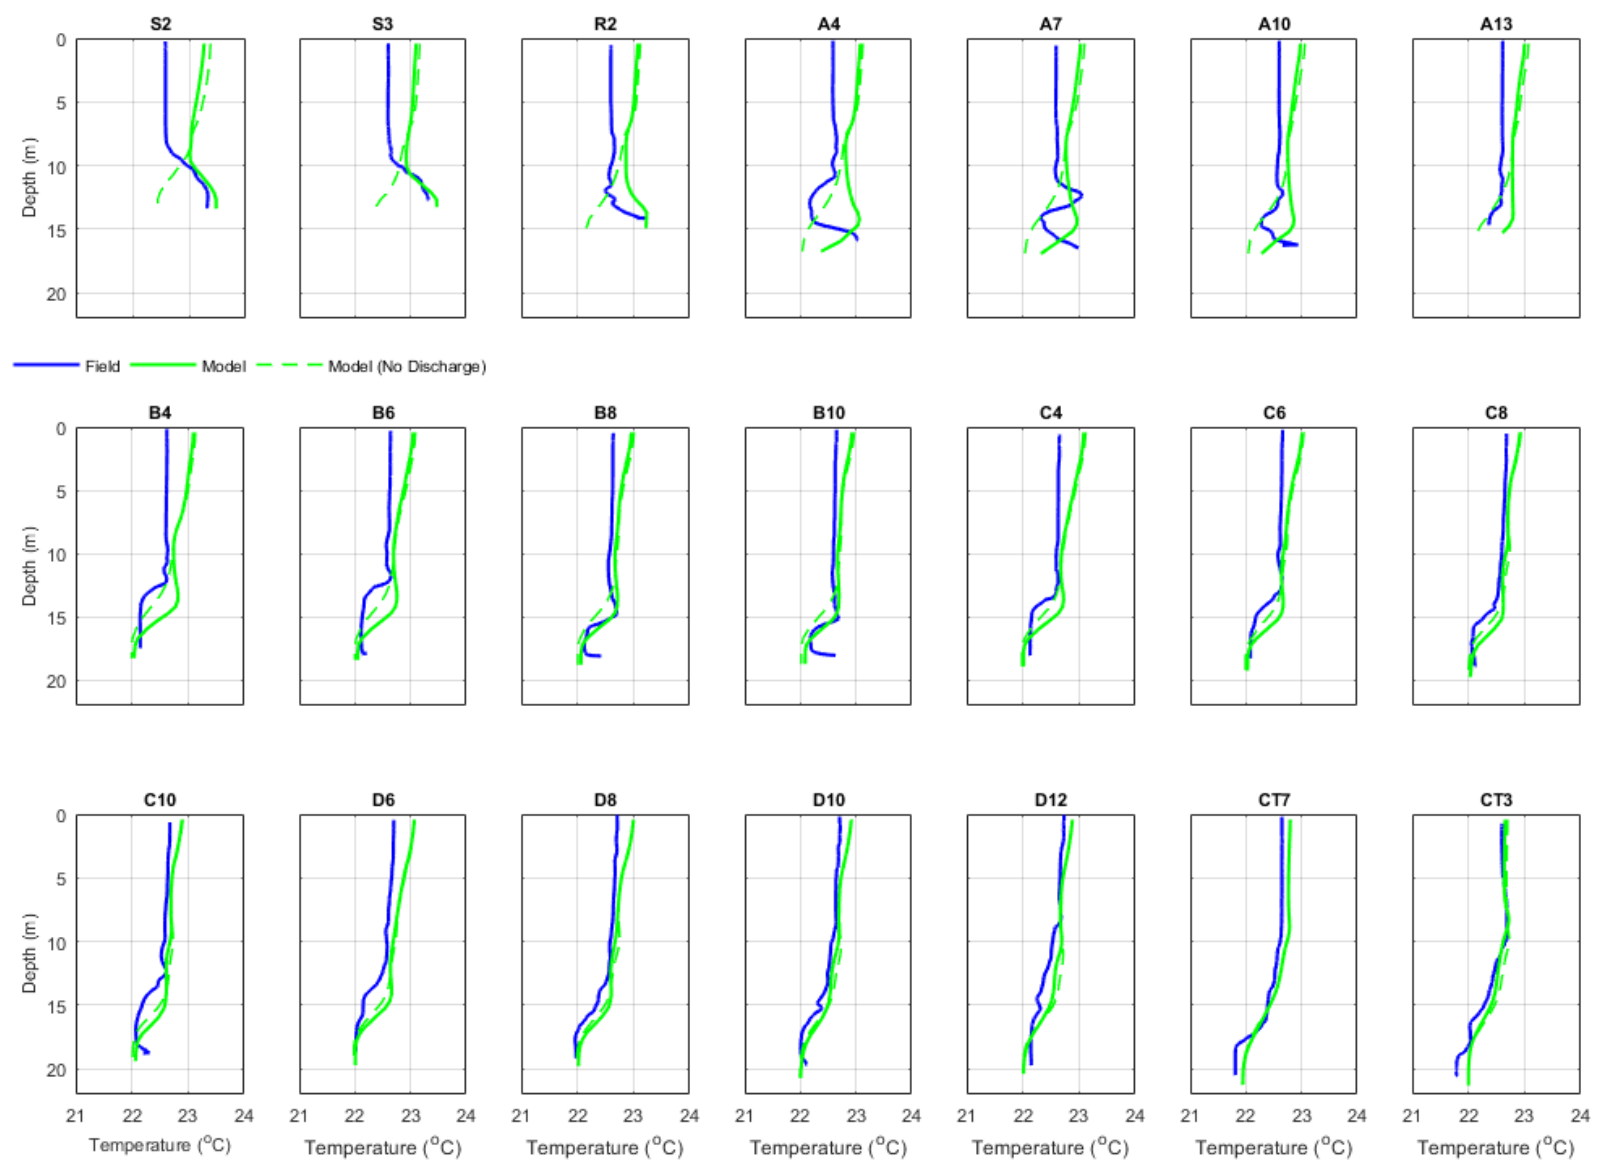 S2 S3 R2 A4 A7 A10 A13
0
5
10
15
20
Depth (m)
Field Model Model (No Discharge)
B4 B6 B8 B10 C4 C6 C8
0
5
10
15
20
Depth (m)
C10 D6 D8 D10 D12 CT7 CT3
0
5
10
15
20
Depth (m)
21 22 23 24 21 22 23 24 21 22 23 24 21 22 23 24 21 22 23 24 21 22 23 24 21 22 23 24
Temperature (°C) Temperature (°C) Temperature (°C) Temperature (°C) Temperature (°C) Temperature (°C) Temperature (°C)